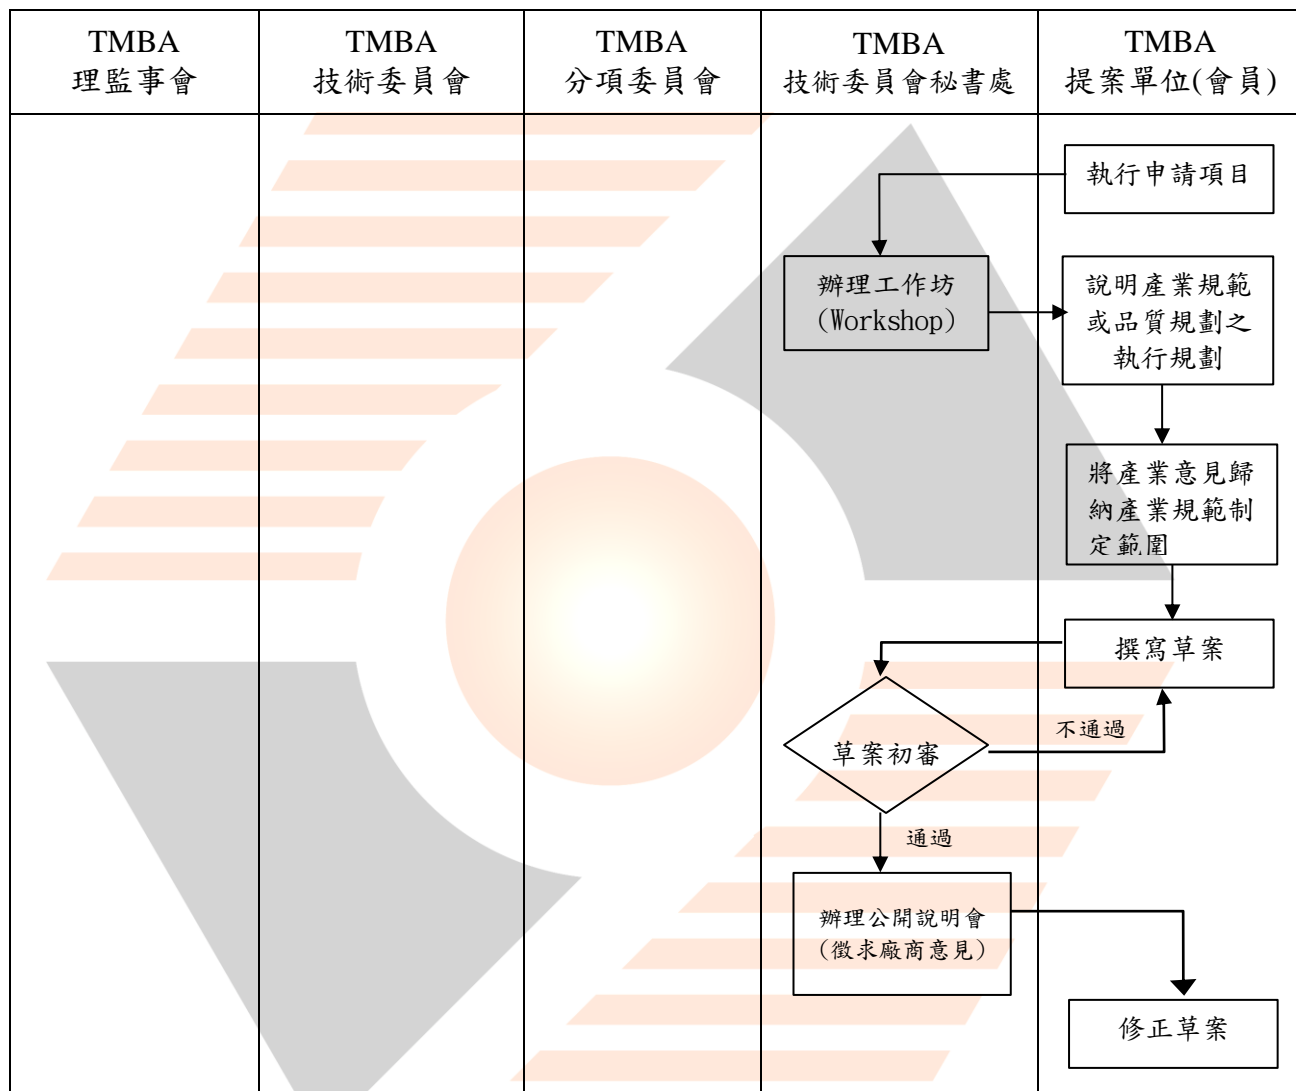 TMBA
理監事會
TMBA
技術委員會
TMBA
分項委員會
TMBA
技術委員會秘書處
TMBA
提案單位(會員)
執行申請項目
辦理工作坊
(Workshop)
說明產業規範
或品質規劃之
執行規劃
將產業意見歸
納產業規範制
定範圍
撰寫草案
草案初審
不通過
通過
辦理公開說明會
(徵求廠商意見)
修正草案